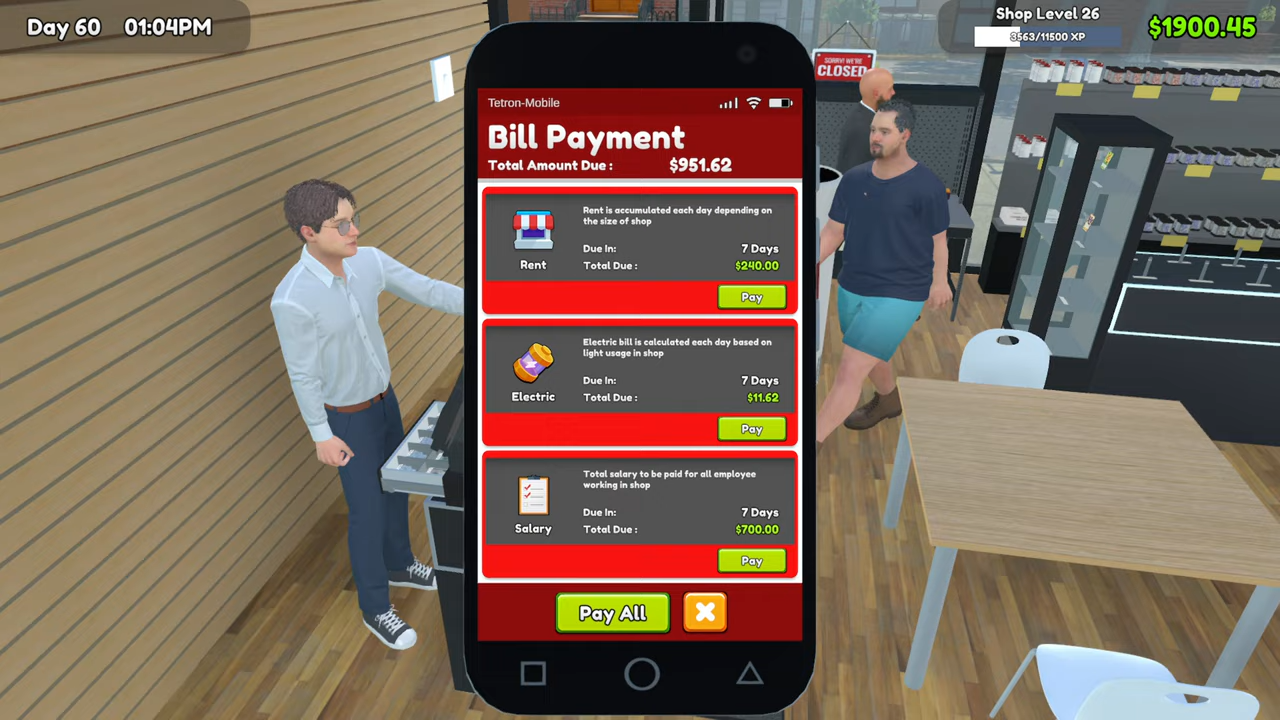 Day 60 01:04PM
Shop Level 26
3563/11500 XP
$1900.45
SORRY! WE'RE
CLOSED
Tetron-Mobile
Bill Payment
Total Amount Due : $951.62
Rent is accumulated each day depending on
the size of shop
Due In: 7 Days
Total Due : $240.00
Rent
Pay
Electric bill is calculated each day based on
light usage in shop
Due In: 7 Days
Total Due : $11.62
Electric
Pay
Total salary to be paid for all employee
working in shop
Due In: 7 Days
Total Due : $700.00
Salary
Pay
Pay All